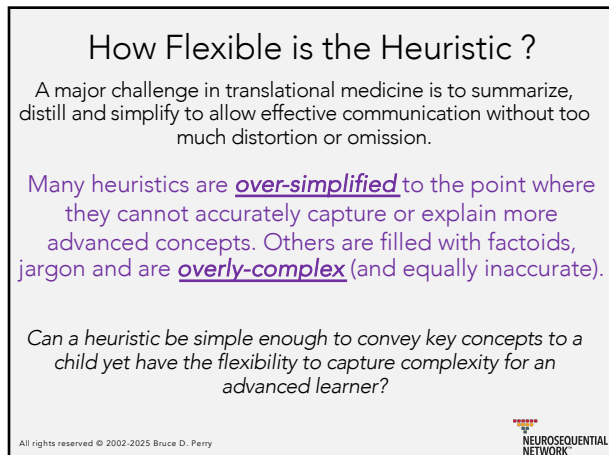 How Flexible is the Heuristic ?
A major challenge in translational medicine is to summarize,
distill and simplify to allow effective communication without too
much distortion or omission.
Many heuristics are over-simplified to the point where
they cannot accurately capture or explain more
advanced concepts. Others are filled with factoids,
jargon and are overly-complex (and equally inaccurate).
Can a heuristic be simple enough to convey key concepts to a
child yet have the flexibility to capture complexity for an
advanced learner?
All rights reserved © 2002-2025 Bruce D. Perry
NEUROSEQUENTIAL
NETWORK™